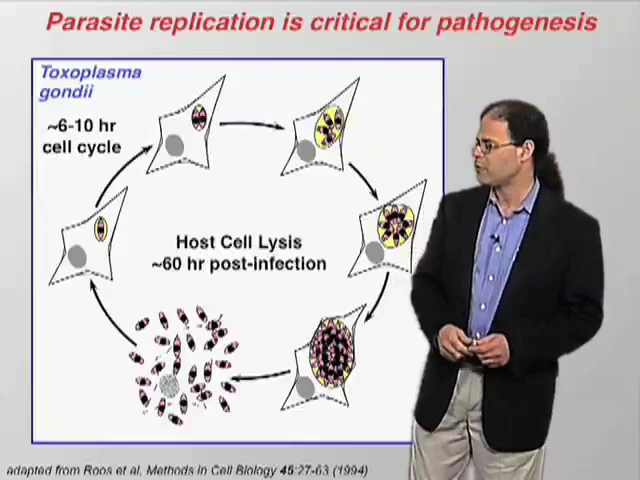 Parasite replication is critical for pathogenesis
Toxoplasma
gondii
~6-10 hr
cell cycle
Host Cell Lysis
~60 hr post-infection
adapted from Roos et al, Methods in Cell Biology 45:27-63 (1994)